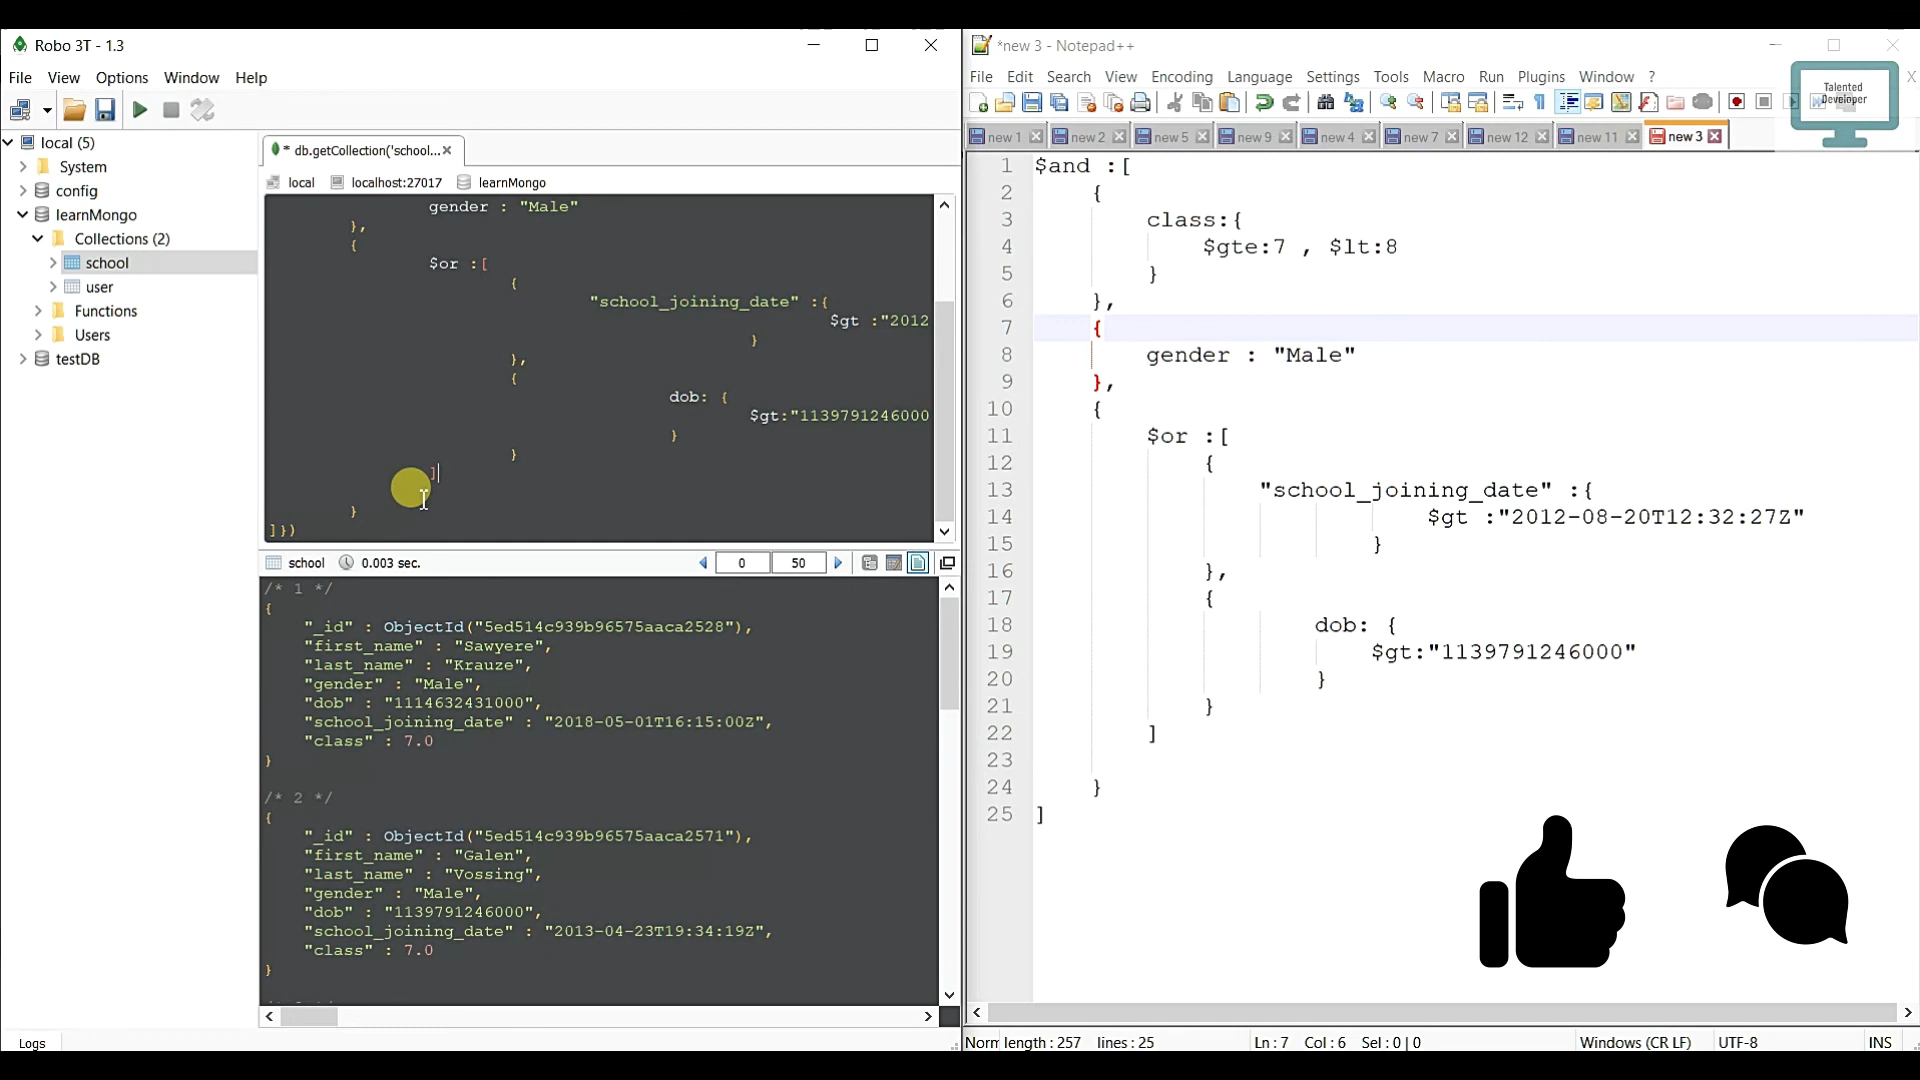 Robo 3T - 1.3
File View Options Window Help
local (5)
System
config
learnMongo
Collections (2)
school
user
Functions
Users
testDB
* db.getCollection('school...
local localhost:27017 learnMongo
gender : "Male"
},
{
$or :[
{
"school_joining_date" :{
$gt :"2012
}
},
{
dob: {
$gt:"1139791246000
}
}
]
}
]})
school 0.003 sec. 0 50
/* 1 */
{
"_id" : ObjectId("5ed514c939b96575aaca2528"),
"first_name" : "Sawyere",
"last_name" : "Krauze",
"gender" : "Male",
"dob" : "1114632431000",
"school_joining_date" : "2018-05-01T16:15:00Z",
"class" : 7.0
}
/* 2 */
{
"_id" : ObjectId("5ed514c939b96575aaca2571"),
"first_name" : "Galen",
"last_name" : "Vossing",
"gender" : "Male",
"dob" : "1139791246000",
"school_joining_date" : "2013-04-23T19:34:19Z",
"class" : 7.0
}
Logs
*new 3 - Notepad++
File Edit Search View Encoding Language Settings Tools Macro Run Plugins Window ? X
Talented
Developer
new 1 new 2 new 5 new 9 new 4 new 7 new 12 new 11 new 3
1 $and :[
2 {
3 class:{
4 $gte:7 , $lt:8
5 }
6 },
7 {
8 gender : "Male"
9 },
10 {
11 $or :[
12 {
13 "school_joining_date" :{
14 $gt :"2012-08-20T12:32:27Z"
15 }
16 },
17 {
18 dob: {
19 $gt:"1139791246000"
20 }
21 }
22 ]
23
24 }
25 ]
Norm length : 257 lines : 25 Ln : 7 Col : 6 Sel : 0 | 0 Windows (CR LF) UTF-8 INS